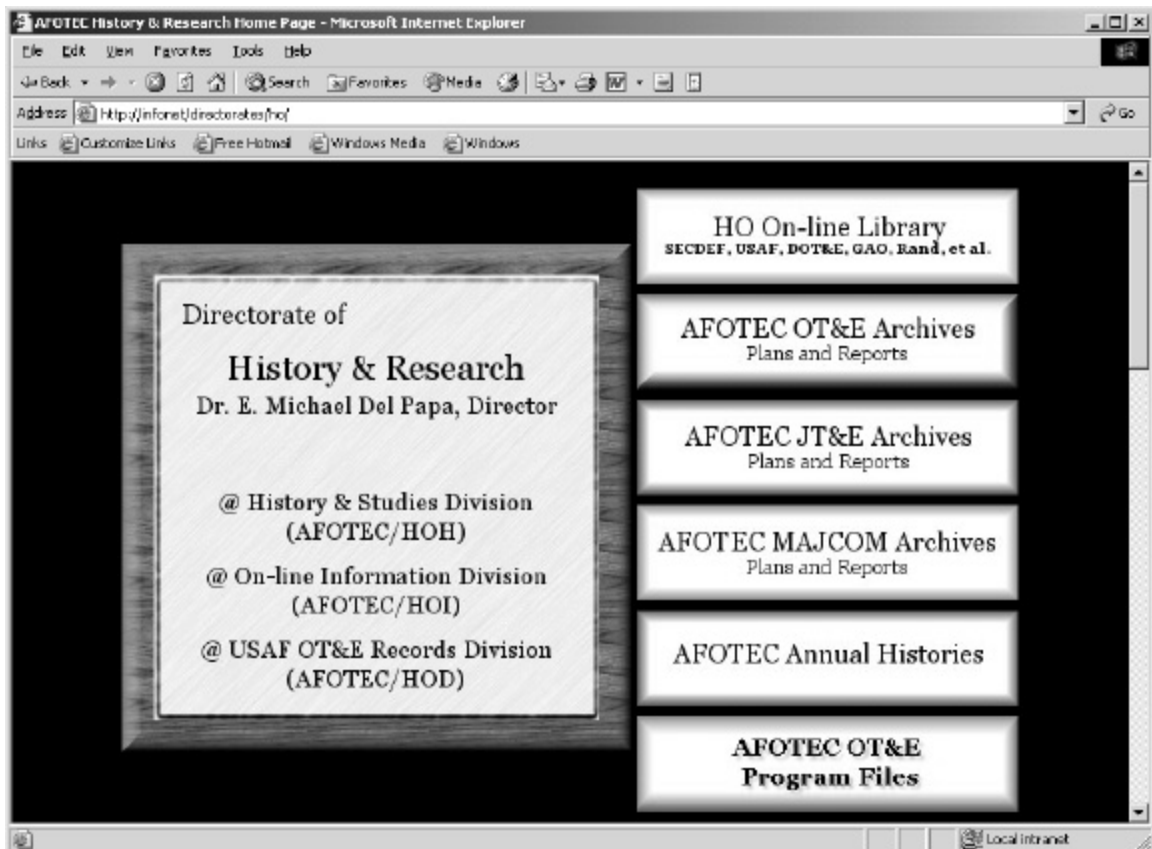 AFOTEC History & Research Home Page - Microsoft Internet Explorer
File Edit View Favorites Tools Help
Back Search Favorites Media
Address http://infonet/directorates/ho/ Go
Links Customize Links Free Hotmail Windows Media Windows
Directorate of
History & Research
Dr. E. Michael Del Papa, Director
@ History & Studies Division
(AFOTEC/HOH)
@ On-line Information Division
(AFOTEC/HOI)
@ USAF OT&E Records Division
(AFOTEC/HOD)
HO On-line Library
SECDEF, USAF, DOT&E, GAO, Rand, et al.
AFOTEC OT&E Archives
Plans and Reports
AFOTEC JT&E Archives
Plans and Reports
AFOTEC MAJCOM Archives
Plans and Reports
AFOTEC Annual Histories
AFOTEC OT&E
Program Files
Local intranet